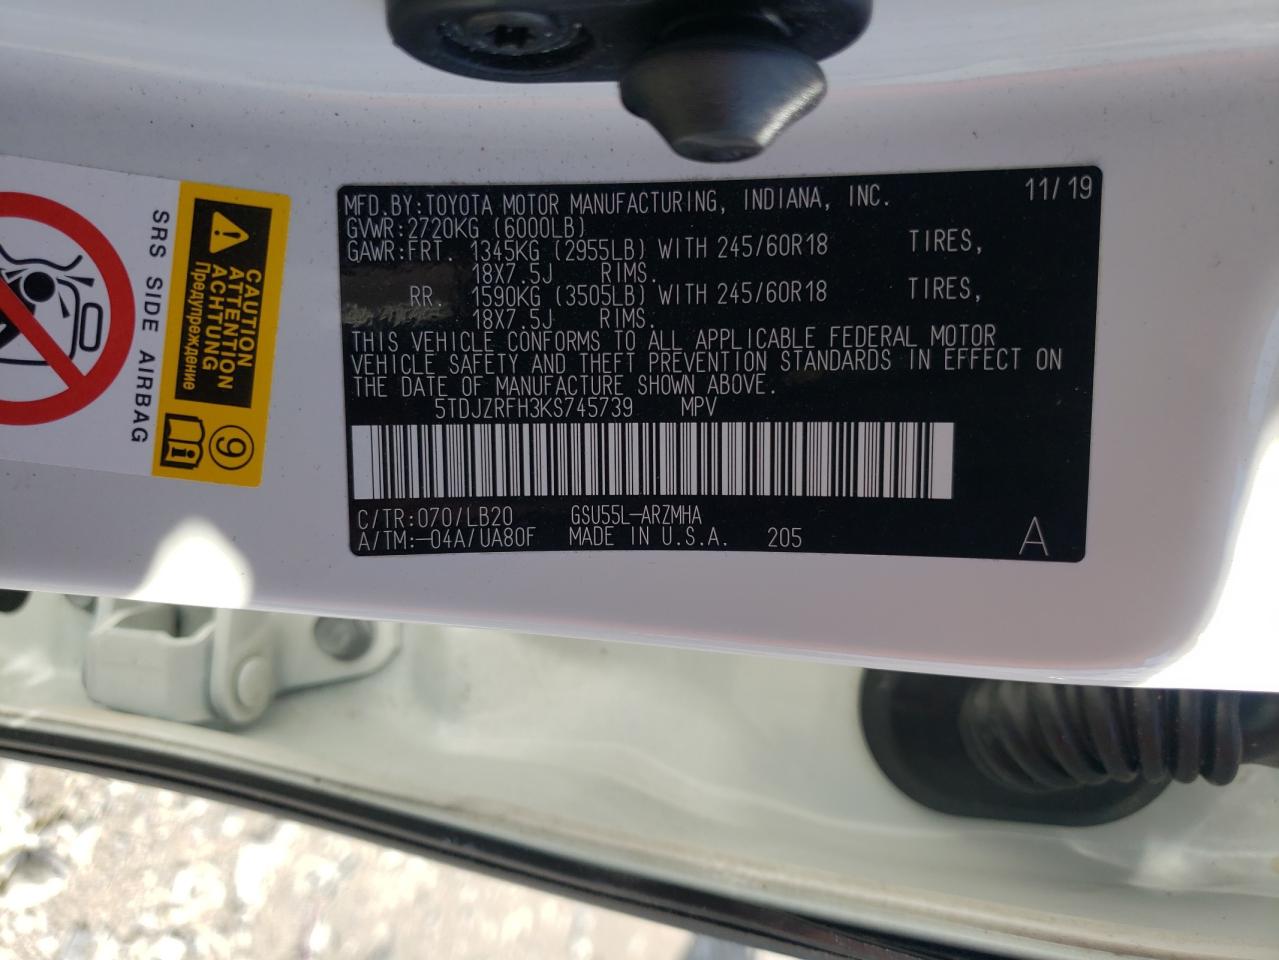 MFD.BY:TOYOTA MOTOR MANUFACTURING, INDIANA, INC. 11/19
GVWR:2720KG (6000LB)
GAWR:FRT. 1345KG (2955LB) WITH 245/60R18 TIRES,
18X7.5J RIMS.
RR. 1590KG (3505LB) WITH 245/60R18 TIRES,
18X7.5J RIMS.
THIS VEHICLE CONFORMS TO ALL APPLICABLE FEDERAL MOTOR
VEHICLE SAFETY AND THEFT PREVENTION STANDARDS IN EFFECT ON
THE DATE OF MANUFACTURE SHOWN ABOVE.
5TDJZRFH3KS745739 MPV
C/TR:070/LB20 GSU55L-ARZMHA
A/TM:-04A/UA80F MADE IN U.S.A. 205 A
CAUTION
ATTENTION
ACHTUNG
Предупреждение
9
SRS SIDE AIRBAG